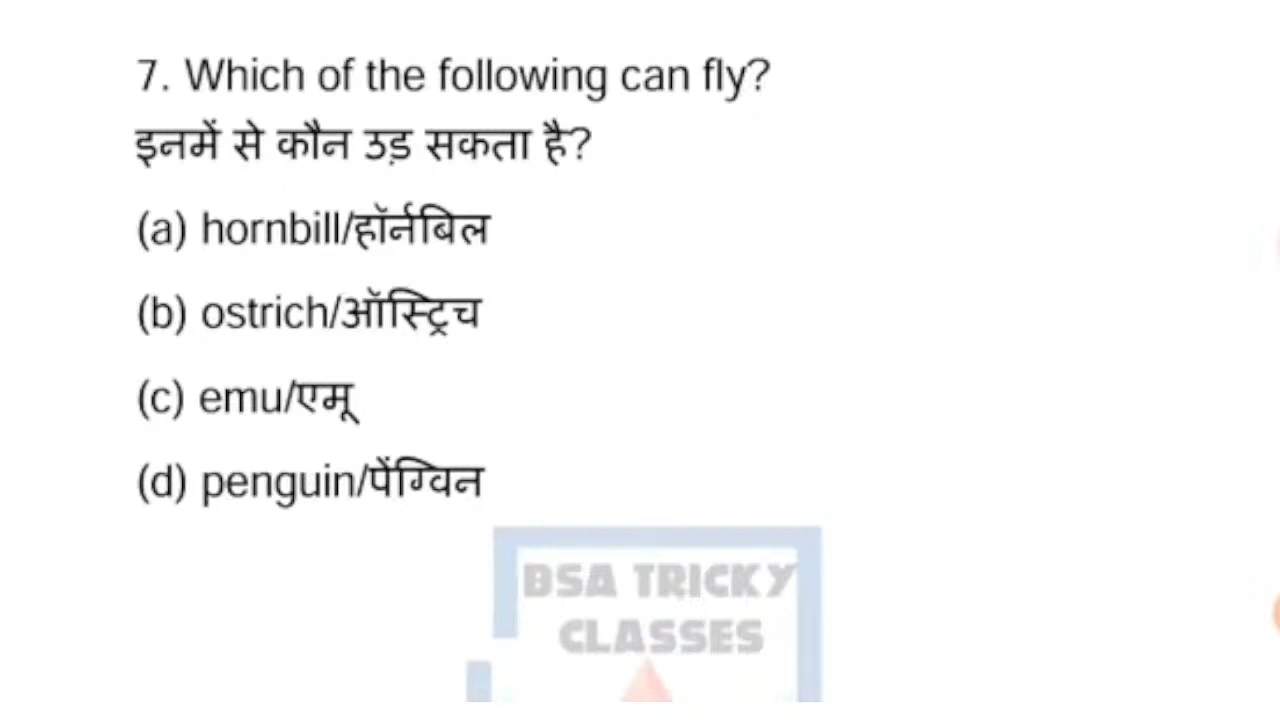 7. Which of the following can fly?
इनमें से कौन उड़ सकता है?
(a) hornbill/हॉर्नबिल
(b) ostrich/ऑस्ट्रिच
(c) emu/एमू
(d) penguin/पेंग्विन
BSA TRICKY
CLASSES